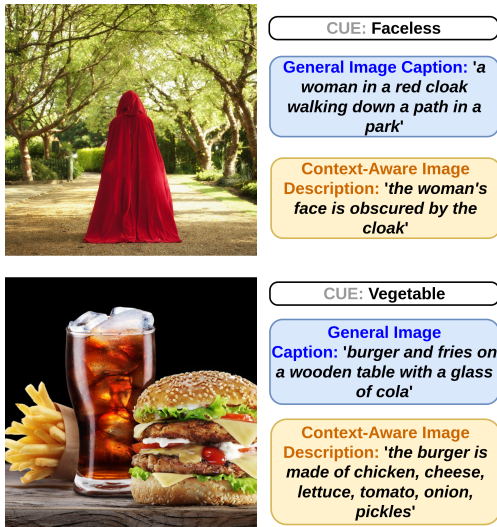 CUE: Faceless
General Image Caption: 'a
woman in a red cloak
walking down a path in a
park'
Context-Aware Image
Description: 'the woman's
face is obscured by the
cloak'
CUE: Vegetable
General Image
Caption: 'burger and fries on
a wooden table with a glass
of cola'
Context-Aware Image
Description: 'the burger is
made of chicken, cheese,
lettuce, tomato, onion,
pickles'